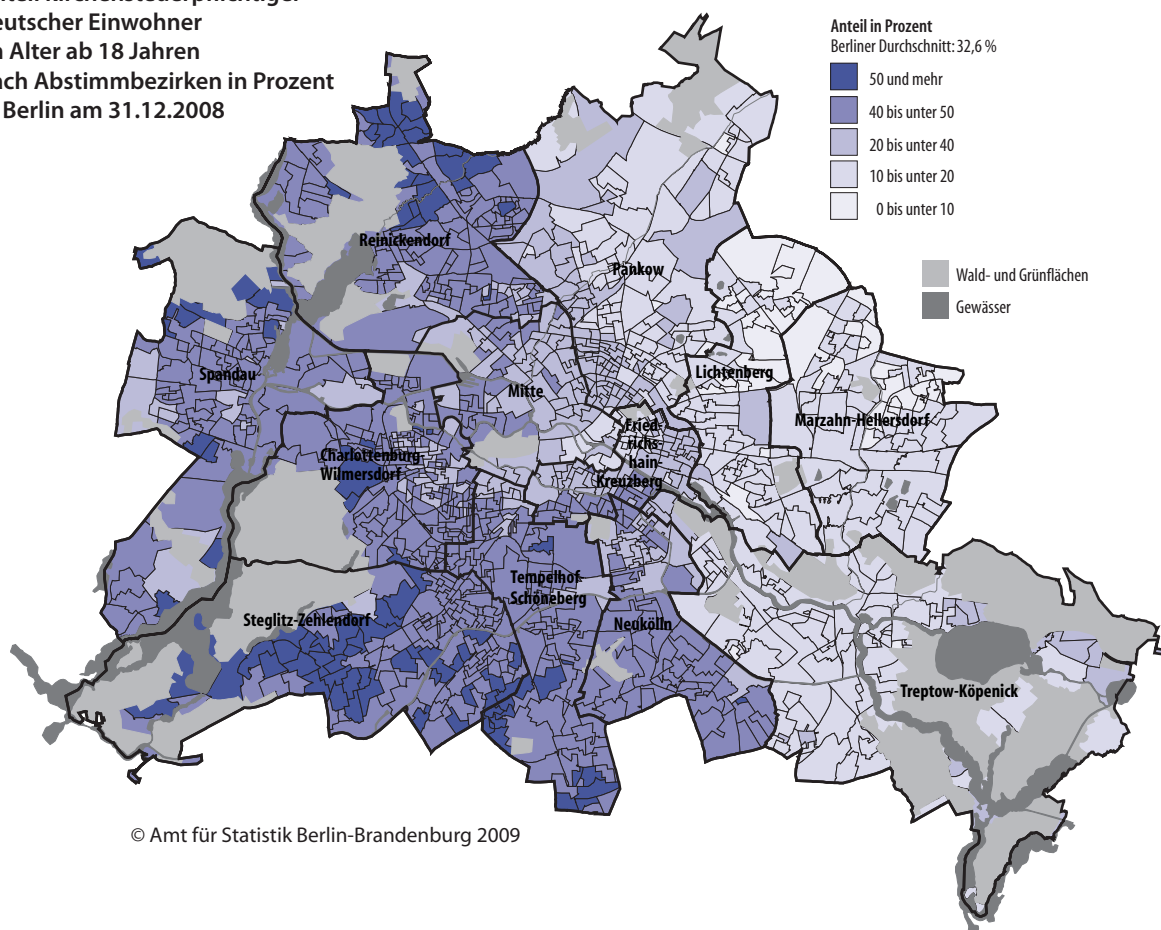 deutscher Einwohner
Alter ab 18 Jahren
nach Abstimmbezirken in Prozent
Berlin am 31.12.2008
Anteil in Prozent
Berliner Durchschnitt: 32,6 %
50 und mehr
40 bis unter 50
20 bis unter 40
10 bis unter 20
0 bis unter 10
Wald- und Grünflächen
Gewässer
Reinickendorf
Pankow
Spandau
Mitte
Lichtenberg
Marzahn-Hellersdorf
Fried-
richs-
hain-
Kreuzberg
Charlottenburg-
Wilmersdorf
Tempelhof-
Schöneberg
Steglitz-Zehlendorf
Neukölln
Treptow-Köpenick
© Amt für Statistik Berlin-Brandenburg 2009